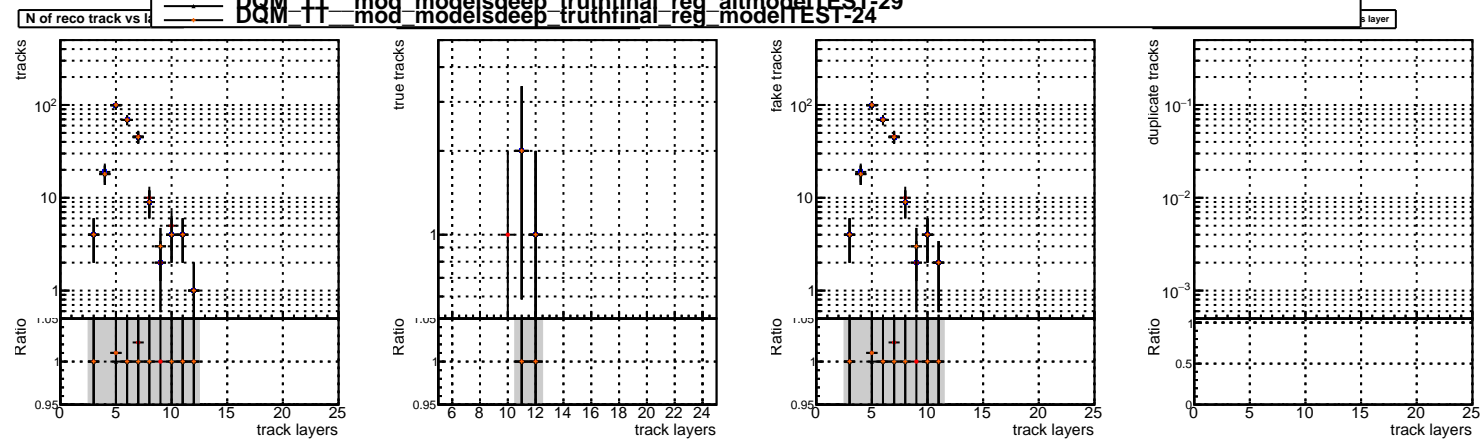 DQM_TT__mod_modelsdeep_truthfinal_reg_altmodelTEST-29
DQM_TT__mod_modelsdeep_truthfinal_reg_modelTEST-24
N of reco track vs
s layer
tracks
10²
10
1
Ratio
1.05
1
0.95
0 5 10 15 20 25
track layers
true tracks
1
Ratio
1.05
1
0.95
6 8 10 12 14 16 18 20 22 24
track layers
fake tracks
10²
10
1
Ratio
1.05
1
0.95
0 5 10 15 20 25
track layers
duplicate tracks
10⁻¹
10⁻²
10⁻³
Ratio
1
0.5
0
0 5 10 15 20 25
track layers